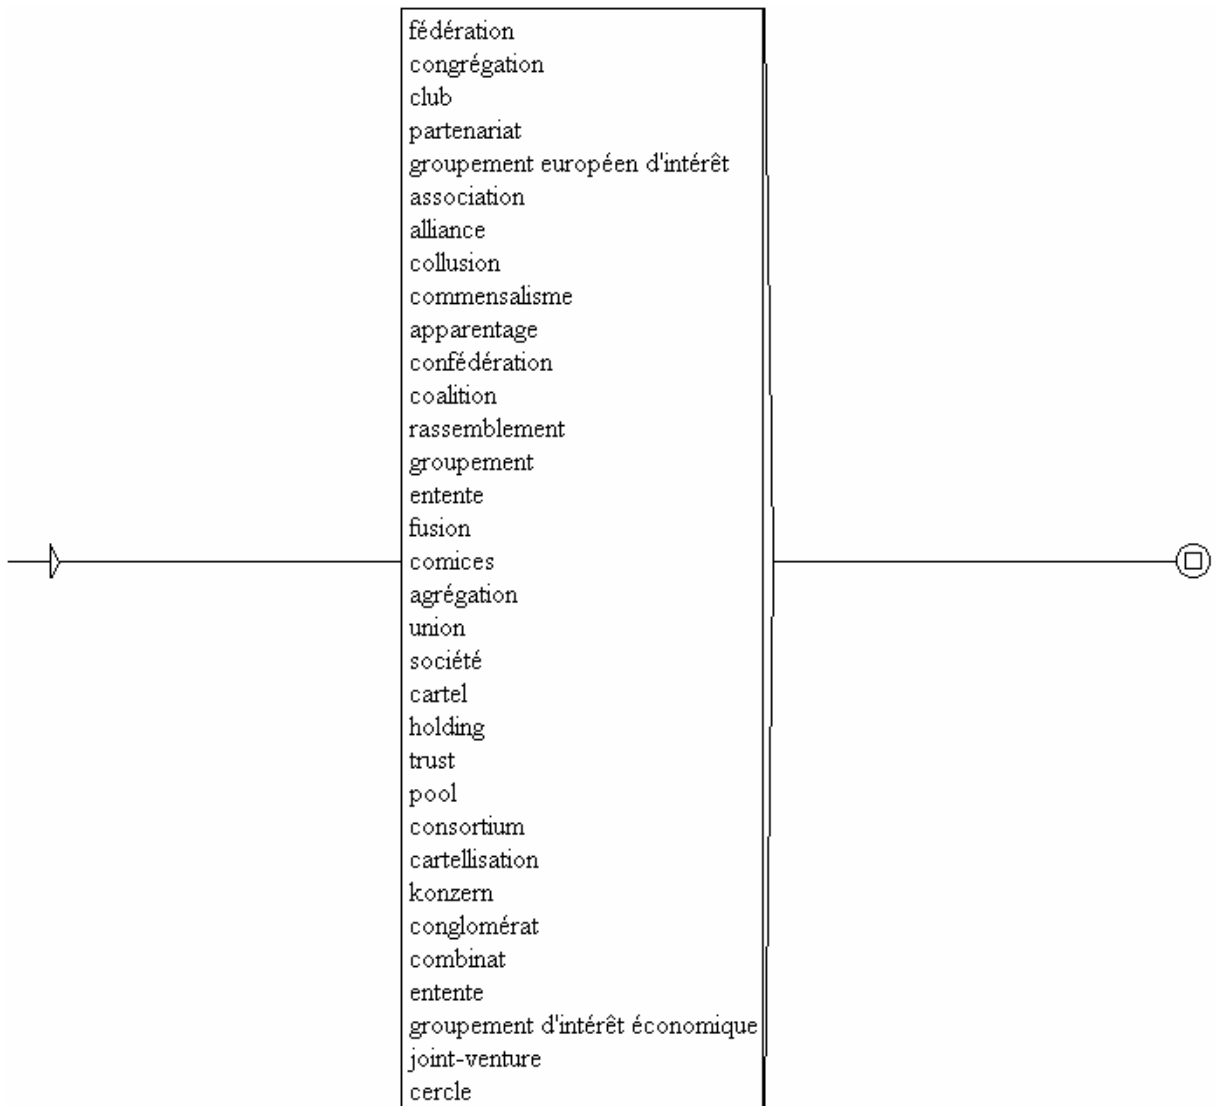 fédération
congrégation
club
partenariat
groupement européen d'intérêt
association
alliance
collusion
commensalisme
apparentage
confédération
coalition
rassemblement
groupement
entente
fusion
comices
agrégation
union
société
cartel
holding
trust
pool
consortium
cartellisation
konzern
conglomérat
combinat
entente
groupement d'intérêt économique
joint-venture
cercle